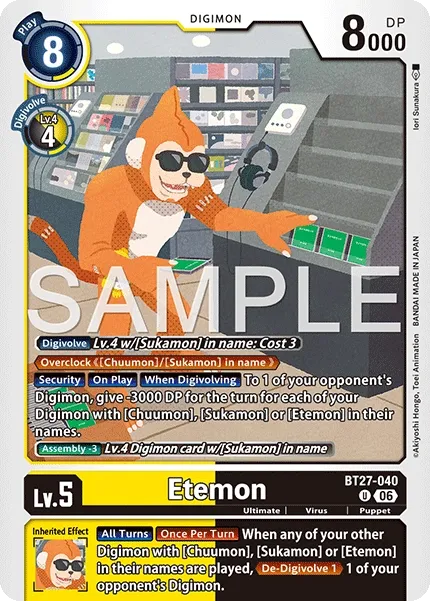 DIGIMON
Play
8
8000
DP
Digivolve
Lv.4
4
Iori Sunakura
SAMPLE
Digivolve Lv.4 w/[Sukamon] in name: Cost 3
Overclock《[Chuumon]/[Sukamon] in name》
Security On Play When Digivolving To 1 of your opponent's
Digimon, give -3000 DP for the turn for each of your
Digimon with [Chuumon], [Sukamon] or [Etemon] in their
names.
Assembly -3 Lv.4 Digimon card w/[Sukamon] in name
©Akiyoshi Hongo, Toei Animation BANDAI MADE IN JAPAN
Lv.5
Etemon
BT27-040
U 06
Ultimate Virus Puppet
Inherited Effect
All Turns Once Per Turn When any of your other
Digimon with [Chuumon], [Sukamon] or [Etemon]
in their names are played, De-Digivolve 1 1 of your
opponent's Digimon.